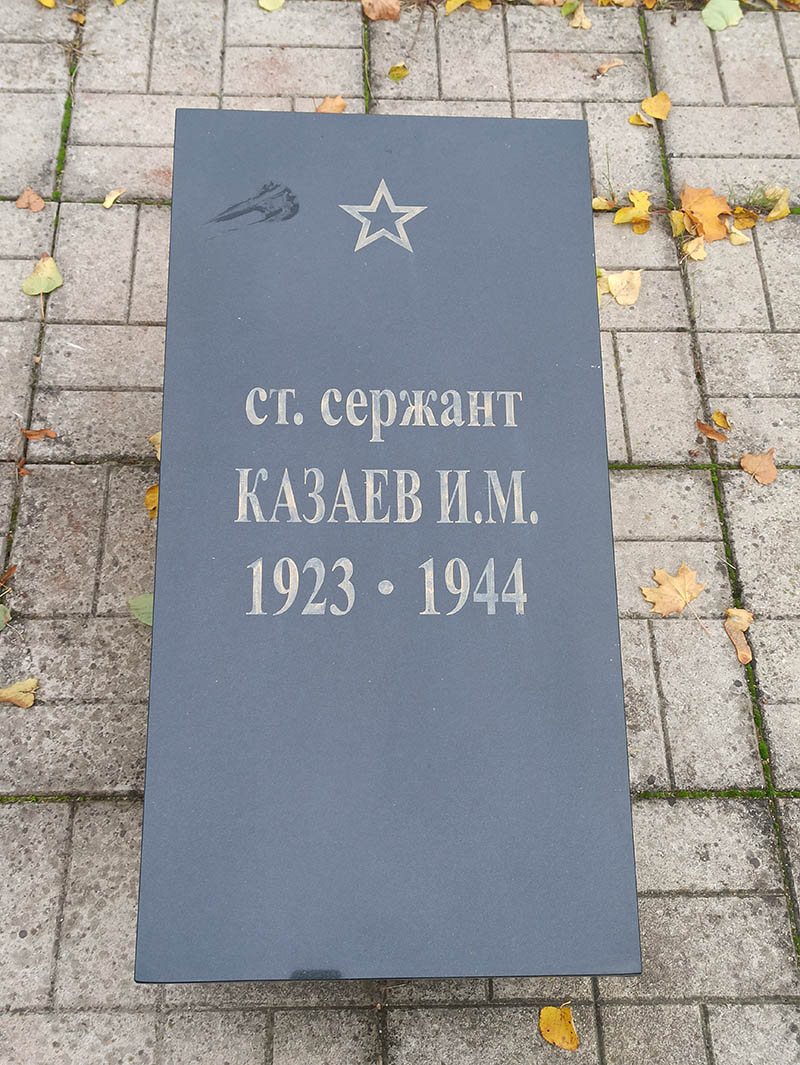 ст. сержант
КАЗАЕВ И.М.
1923 • 1944